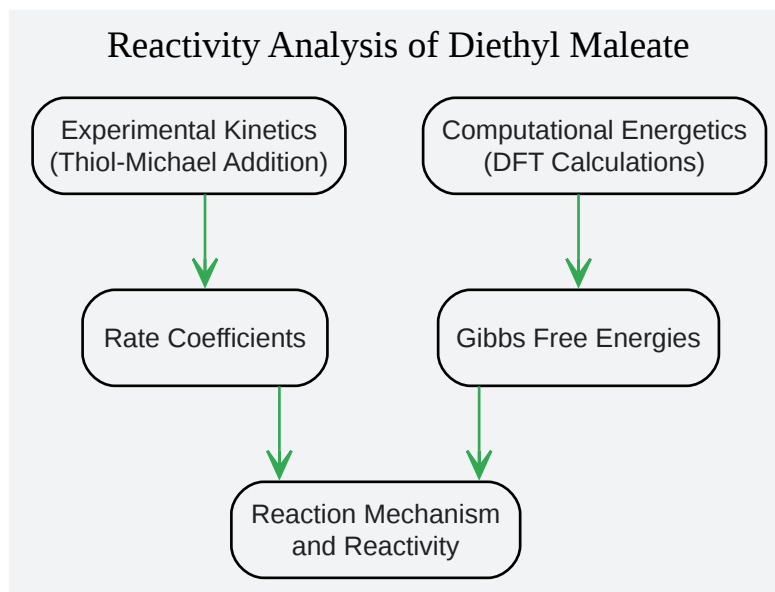 Reactivity Analysis of Diethyl Maleate
Experimental Kinetics
(Thiol-Michael Addition)
Computational Energetics
(DFT Calculations)
Rate Coefficients
Gibbs Free Energies
Reaction Mechanism
and Reactivity